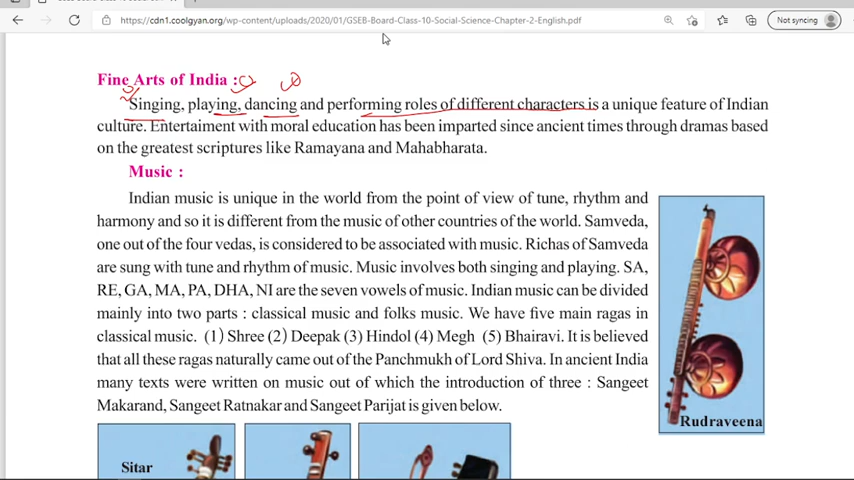 https://cdn1.coolgyan.org/wp-content/uploads/2020/01/GSEB-Board-Class-10-Social-Science-Chapter-2-English.pdf
Not syncing
Fine Arts of India :
Singing, playing, dancing and performing roles of different characters is a unique feature of Indian
culture. Entertaiment with moral education has been imparted since ancient times through dramas based
on the greatest scriptures like Ramayana and Mahabharata.
Music :
Indian music is unique in the world from the point of view of tune, rhythm and
harmony and so it is different from the music of other countries of the world. Samveda,
one out of the four vedas, is considered to be associated with music. Richas of Samveda
are sung with tune and rhythm of music. Music involves both singing and playing. SA,
RE, GA, MA, PA, DHA, NI are the seven vowels of music. Indian music can be divided
mainly into two parts : classical music and folks music. We have five main ragas in
classical music. (1) Shree (2) Deepak (3) Hindol (4) Megh (5) Bhairavi. It is believed
that all these ragas naturally came out of the Panchmukh of Lord Shiva. In ancient India
many texts were written on music out of which the introduction of three : Sangeet
Makarand, Sangeet Ratnakar and Sangeet Parijat is given below.
Rudraveena
Sitar